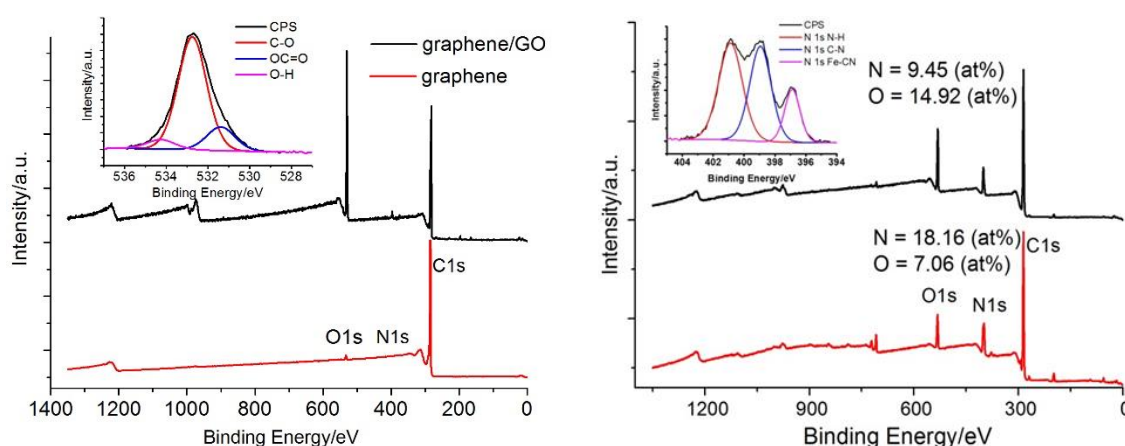 CPS
C-O
OC=O
O-H
Intensity/a.u.
536 534 532 530 528
Binding Energy/eV
graphene/GO
graphene
C1s
O1s N1s
Intensity/a.u.
1400 1200 1000 800 600 400 200 0
Binding Energy/eV
CPS
N 1s N-H
N 1s C-N
N 1s Fe-CN
Intensity/a.u.
404 402 400 398 396 394
Binding Energy/eV
N = 9.45 (at%)
O = 14.92 (at%)
N = 18.16 (at%)
O = 7.06 (at%)
C1s
O1s
N1s
Intensity/a.u.
1200 900 600 300 0
Binding Energy/eV